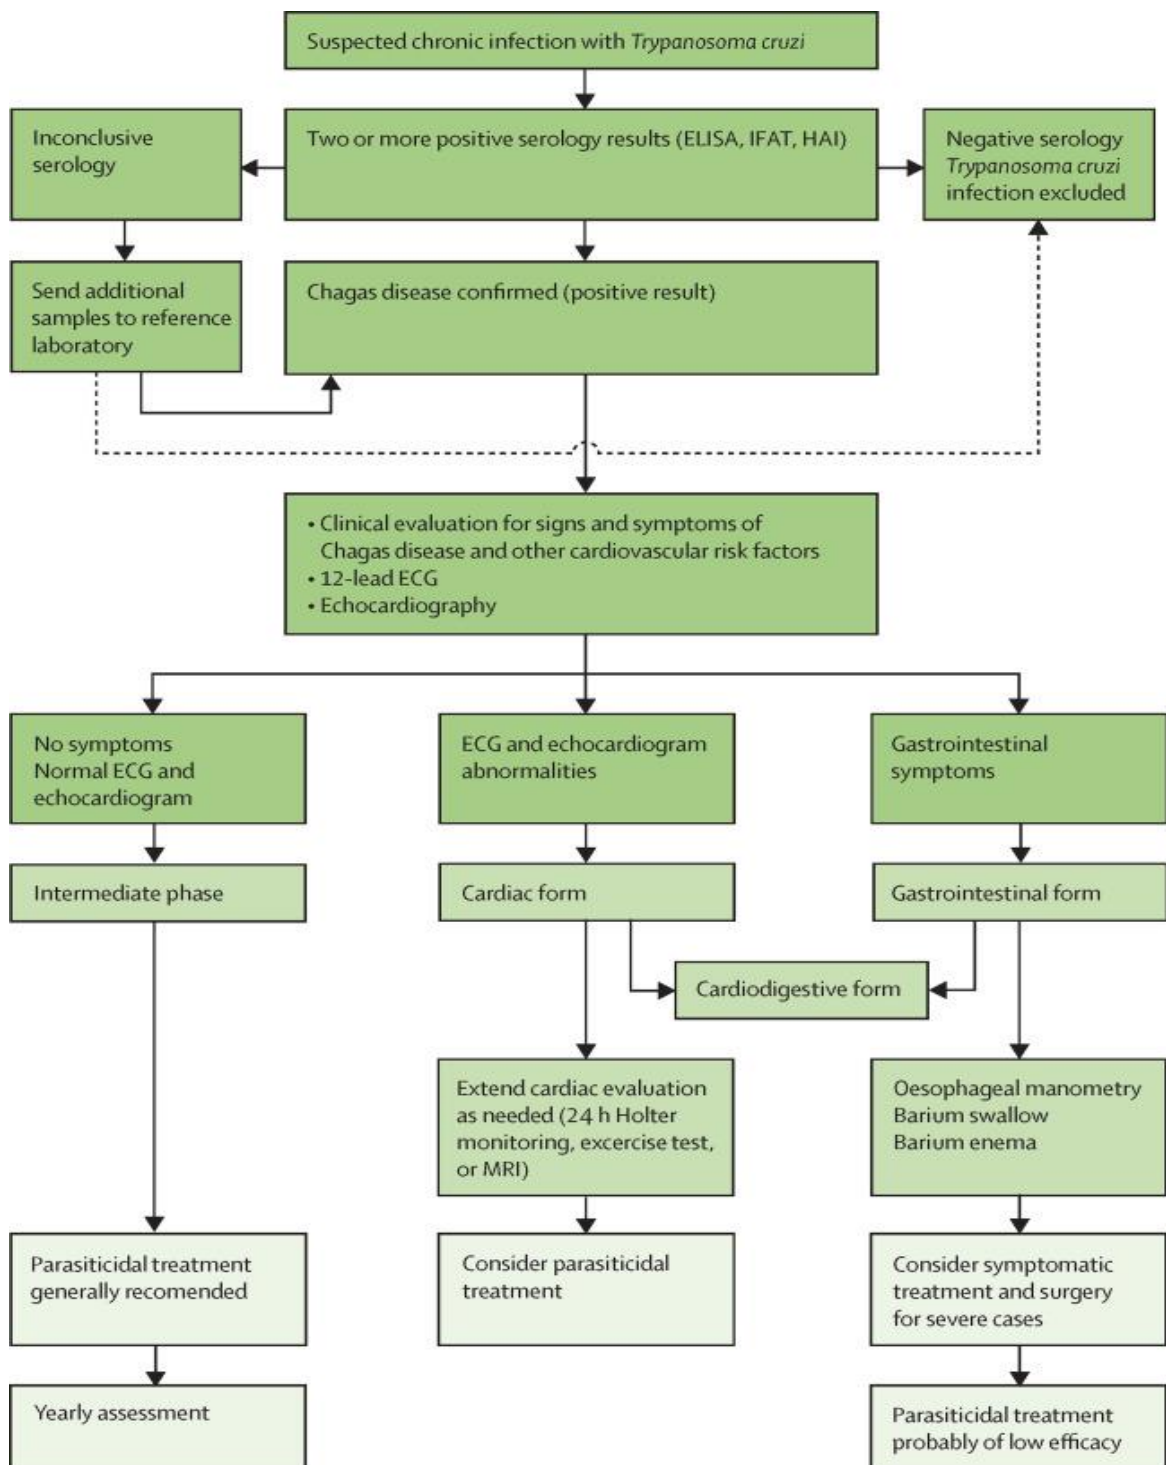 Suspected chronic infection with Trypanosoma cruzi
Inconclusive
serology
Two or more positive serology results (ELISA, IFAT, HAI)
Negative serology
Trypanosoma cruzi
infection excluded
Send additional
samples to reference
laboratory
Chagas disease confirmed (positive result)
• Clinical evaluation for signs and symptoms of
Chagas disease and other cardiovascular risk factors
• 12-lead ECG
• Echocardiography
No symptoms
Normal ECG and
echocardiogram
ECG and echocardiogram
abnormalities
Gastrointestinal
symptoms
Intermediate phase
Cardiac form
Gastrointestinal form
Cardiodigestive form
Extend cardiac evaluation
as needed (24 h Holter
monitoring, excercise test,
or MRI)
Oesophageal manometry
Barium swallow
Barium enema
Parasiticidal treatment
generally recomended
Consider parasiticidal
treatment
Consider symptomatic
treatment and surgery
for severe cases
Yearly assessment
Parasiticidal treatment
probably of low efficacy